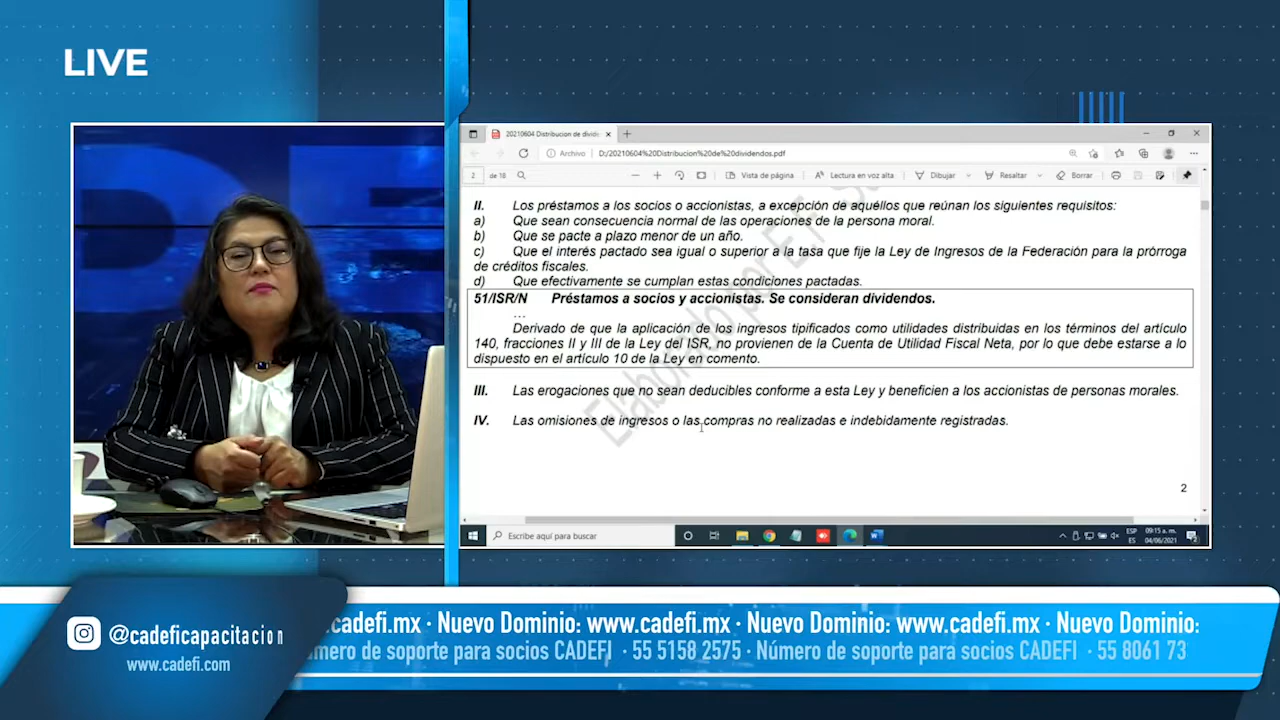 LIVE
DE
20210604 Distribucion de divide
Archivo
D:/20210604%20Distribucion%20de%20dividendos.pdf
2
de 18
Vista de página
Lectura en voz alta
Dibujar
Resaltar
Borrar
II. Los préstamos a los socios o accionistas, a excepción de aquéllos que reúnan los siguientes requisitos:
a) Que sean consecuencia normal de las operaciones de la persona moral.
b) Que se pacte a plazo menor de un año.
c) Que el interés pactado sea igual o superior a la tasa que fije la Ley de Ingresos de la Federación para la prórroga
de créditos fiscales.
d) Que efectivamente se cumplan estas condiciones pactadas.
51/ISR/N Préstamos a socios y accionistas. Se consideran dividendos.
…
Derivado de que la aplicación de los ingresos tipificados como utilidades distribuidas en los términos del artículo
140, fracciones II y III de la Ley del ISR, no provienen de la Cuenta de Utilidad Fiscal Neta, por lo que debe estarse a lo
dispuesto en el artículo 10 de la Ley en comento.
III. Las erogaciones que no sean deducibles conforme a esta Ley y beneficien a los accionistas de personas morales.
IV. Las omisiones de ingresos o las compras no realizadas e indebidamente registradas.
Elaborado por
2
Escribe aquí para buscar
ESP
ES
09:15 a. m.
04/06/2021
@cadeficapacitacion
www.cadefi.com
.cadefi.mx · Nuevo Dominio: www.cadefi.mx · Nuevo Dominio: www.cadefi.mx · Nuevo Dominio:
úmero de soporte para socios CADEFI · 55 5158 2575 · Número de soporte para socios CADEFI · 55 8061 73